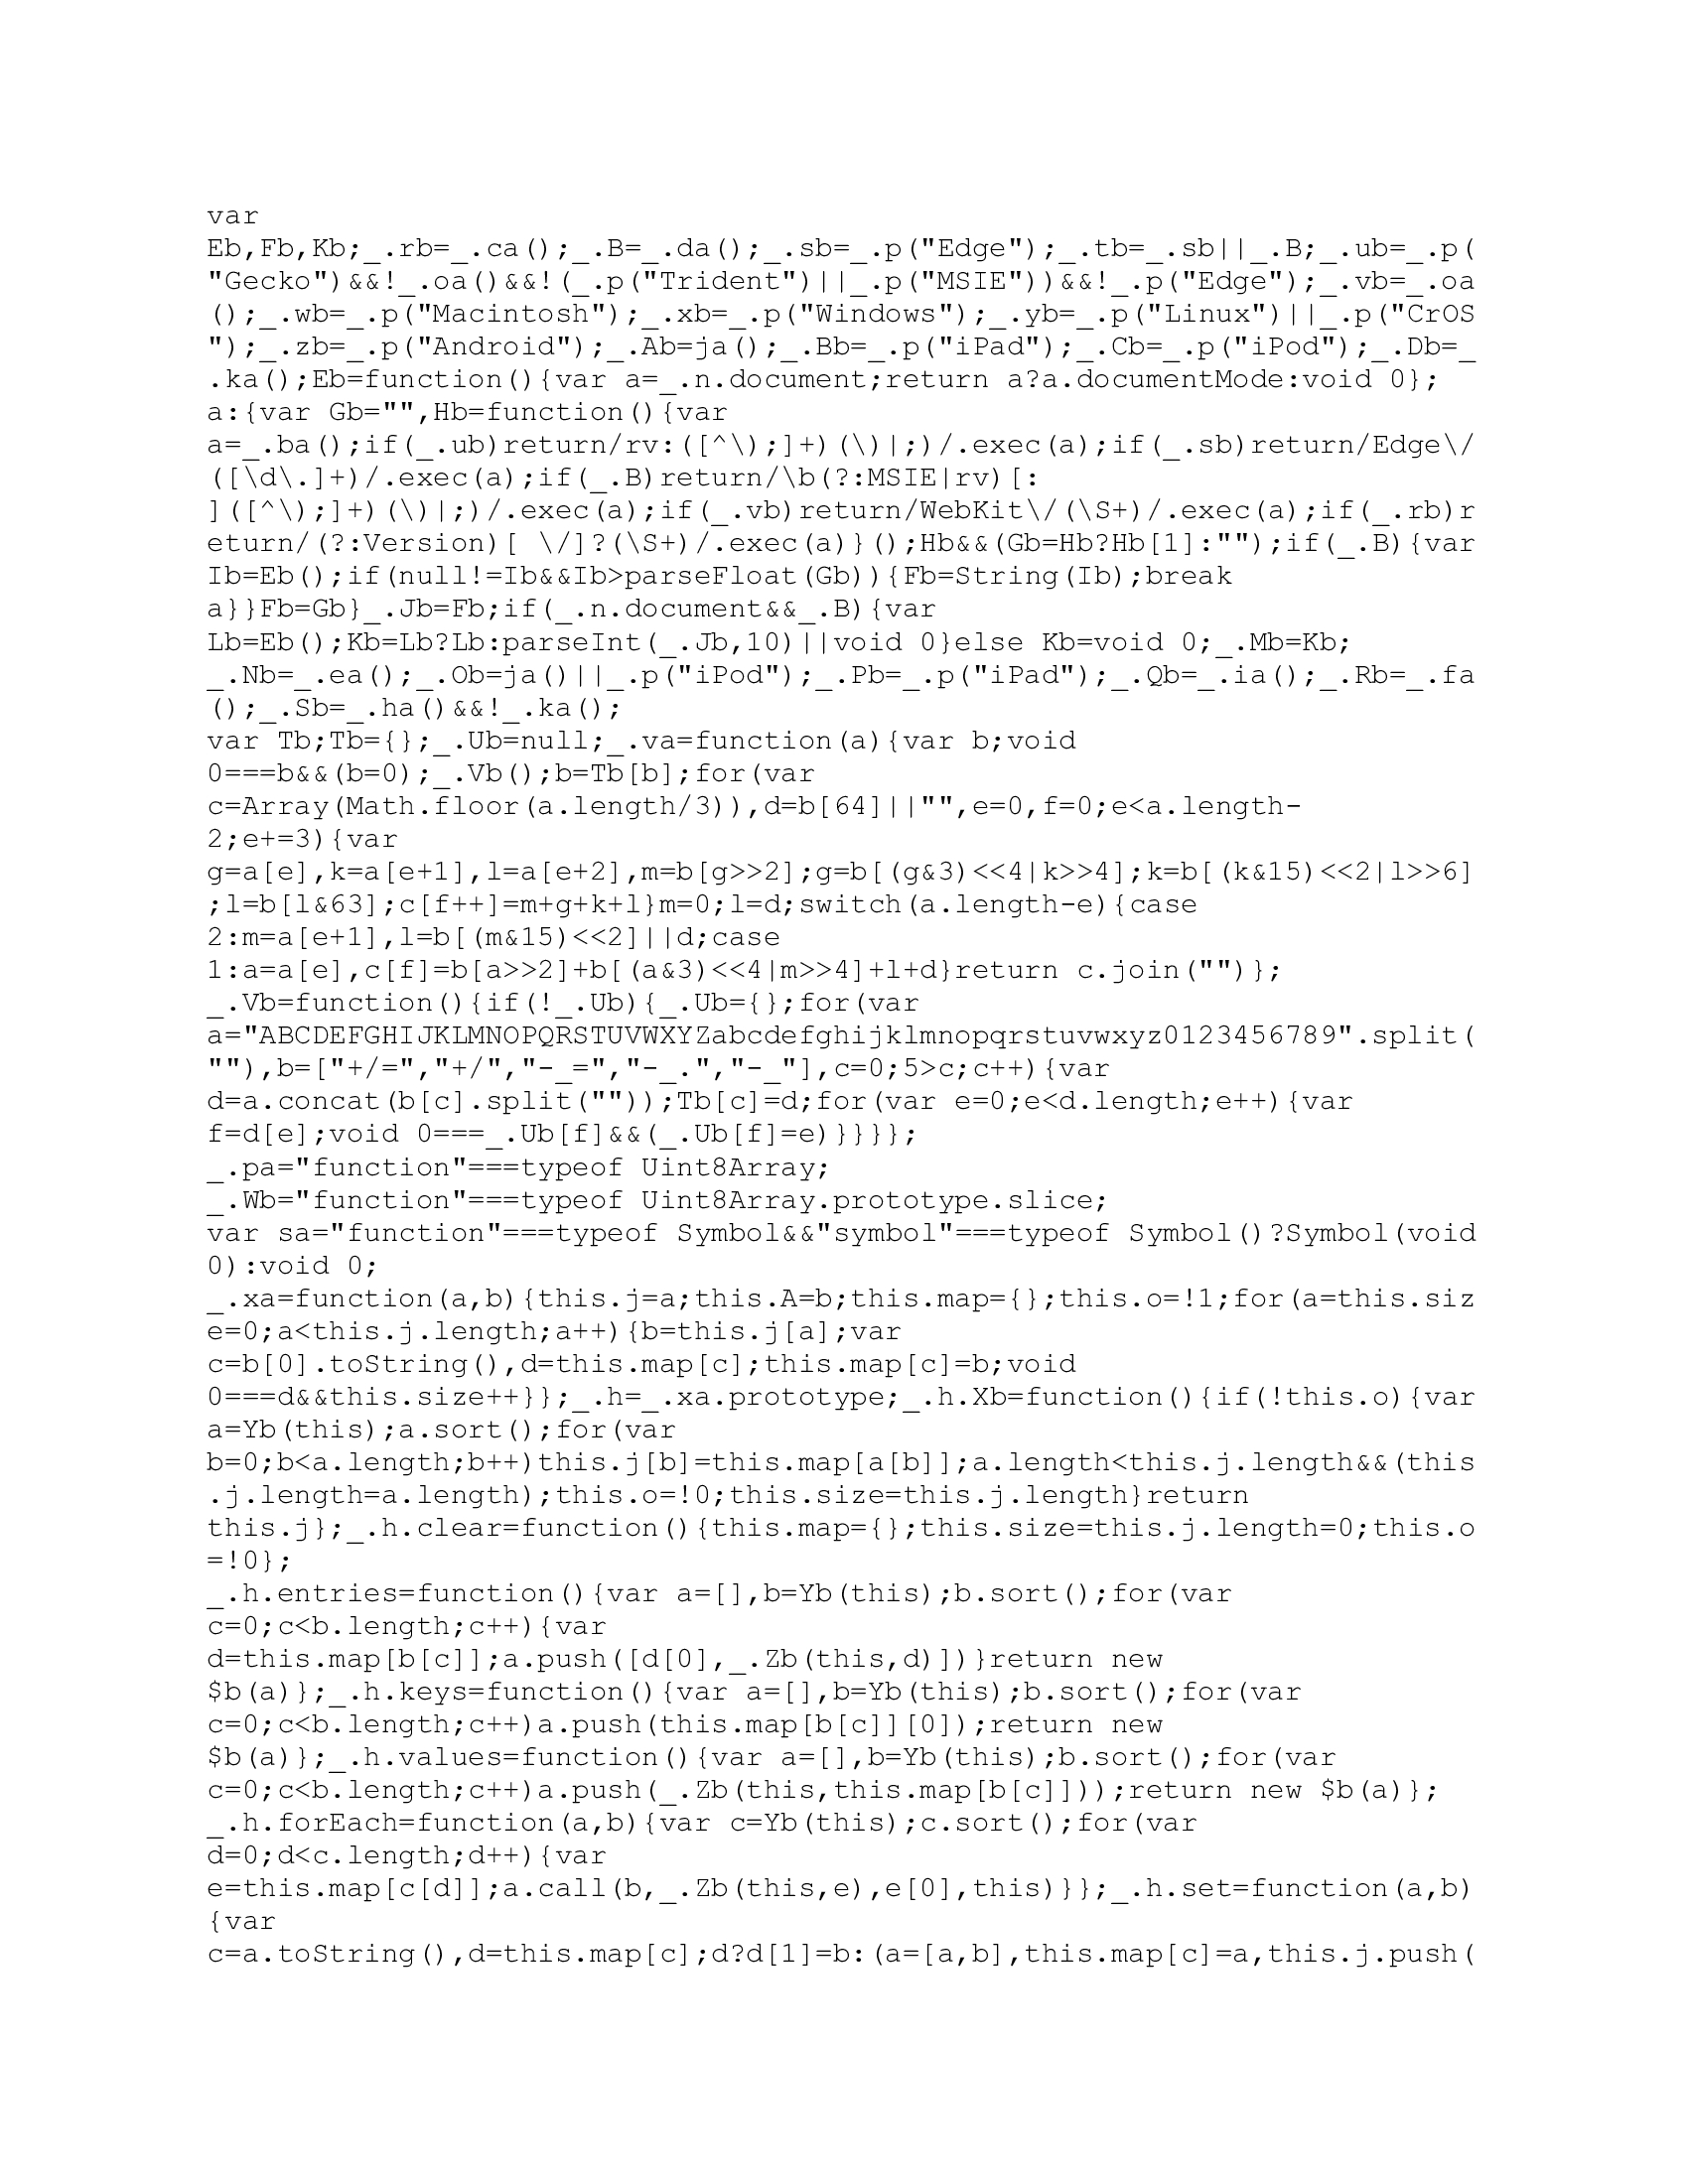 var
Eb,Fb,Kb;_.rb=_.ca();_.B=_.da();_.sb=_.p("Edge");_.tb=_.sb||_.B;_.ub=_.p(
"Gecko")&&!_.oa()&&!(_.p("Trident")||_.p("MSIE"))&&!_.p("Edge");_.vb=_.oa
();_.wb=_.p("Macintosh");_.xb=_.p("Windows");_.yb=_.p("Linux")||_.p("CrOS
");_.zb=_.p("Android");_.Ab=ja();_.Bb=_.p("iPad");_.Cb=_.p("iPod");_.Db=_
.ka();Eb=function(){var a=_.n.document;return a?a.documentMode:void 0};
a:{var Gb="",Hb=function(){var
a=_.ba();if(_.ub)return/rv:([^\);]+)(\)|;)/.exec(a);if(_.sb)return/Edge\/
([\d\.]+)/.exec(a);if(_.B)return/\b(?:MSIE|rv)[:
]([^\);]+)(\)|;)/.exec(a);if(_.vb)return/WebKit\/(\S+)/.exec(a);if(_.rb)r
eturn/(?:Version)[ \/]?(\S+)/.exec(a)}();Hb&&(Gb=Hb?Hb[1]:"");if(_.B){var
Ib=Eb();if(null!=Ib&&Ib>parseFloat(Gb)){Fb=String(Ib);break
a}}Fb=Gb}_.Jb=Fb;if(_.n.document&&_.B){var
Lb=Eb();Kb=Lb?Lb:parseInt(_.Jb,10)||void 0}else Kb=void 0;_.Mb=Kb;
_.Nb=_.ea();_.Ob=ja()||_.p("iPod");_.Pb=_.p("iPad");_.Qb=_.ia();_.Rb=_.fa
();_.Sb=_.ha()&&!_.ka();
var Tb;Tb={};_.Ub=null;_.va=function(a){var b;void
0===b&&(b=0);_.Vb();b=Tb[b];for(var
c=Array(Math.floor(a.length/3)),d=b[64]||"",e=0,f=0;e<a.length-
2;e+=3){var
g=a[e],k=a[e+1],l=a[e+2],m=b[g>>2];g=b[(g&3)<<4|k>>4];k=b[(k&15)<<2|l>>6]
;l=b[l&63];c[f++]=m+g+k+l}m=0;l=d;switch(a.length-e){case
2:m=a[e+1],l=b[(m&15)<<2]||d;case
1:a=a[e],c[f]=b[a>>2]+b[(a&3)<<4|m>>4]+l+d}return c.join("")};
_.Vb=function(){if(!_.Ub){_.Ub={};for(var
a="ABCDEFGHIJKLMNOPQRSTUVWXYZabcdefghijklmnopqrstuvwxyz0123456789".split(
""),b=["+/=","+/","-_=","-_.","-_"],c=0;5>c;c++){var
d=a.concat(b[c].split(""));Tb[c]=d;for(var e=0;e<d.length;e++){var
f=d[e];void 0===_.Ub[f]&&(_.Ub[f]=e)}}}};
_.pa="function"===typeof Uint8Array;
_.Wb="function"===typeof Uint8Array.prototype.slice;
var sa="function"===typeof Symbol&&"symbol"===typeof Symbol()?Symbol(void
0):void 0;
_.xa=function(a,b){this.j=a;this.A=b;this.map={};this.o=!1;for(a=this.siz
e=0;a<this.j.length;a++){b=this.j[a];var
c=b[0].toString(),d=this.map[c];this.map[c]=b;void
0===d&&this.size++}};_.h=_.xa.prototype;_.h.Xb=function(){if(!this.o){var
a=Yb(this);a.sort();for(var
b=0;b<a.length;b++)this.j[b]=this.map[a[b]];a.length<this.j.length&&(this
.j.length=a.length);this.o=!0;this.size=this.j.length}return
this.j};_.h.clear=function(){this.map={};this.size=this.j.length=0;this.o
=!0};
_.h.entries=function(){var a=[],b=Yb(this);b.sort();for(var
c=0;c<b.length;c++){var
d=this.map[b[c]];a.push([d[0],_.Zb(this,d)])}return new
$b(a)};_.h.keys=function(){var a=[],b=Yb(this);b.sort();for(var
c=0;c<b.length;c++)a.push(this.map[b[c]][0]);return new
$b(a)};_.h.values=function(){var a=[],b=Yb(this);b.sort();for(var
c=0;c<b.length;c++)a.push(_.Zb(this,this.map[b[c]]));return new $b(a)};
_.h.forEach=function(a,b){var c=Yb(this);c.sort();for(var
d=0;d<c.length;d++){var
e=this.map[c[d]];a.call(b,_.Zb(this,e),e[0],this)}};_.h.set=function(a,b)
{var
c=a.toString(),d=this.map[c];d?d[1]=b:(a=[a,b],this.map[c]=a,this.j.push(